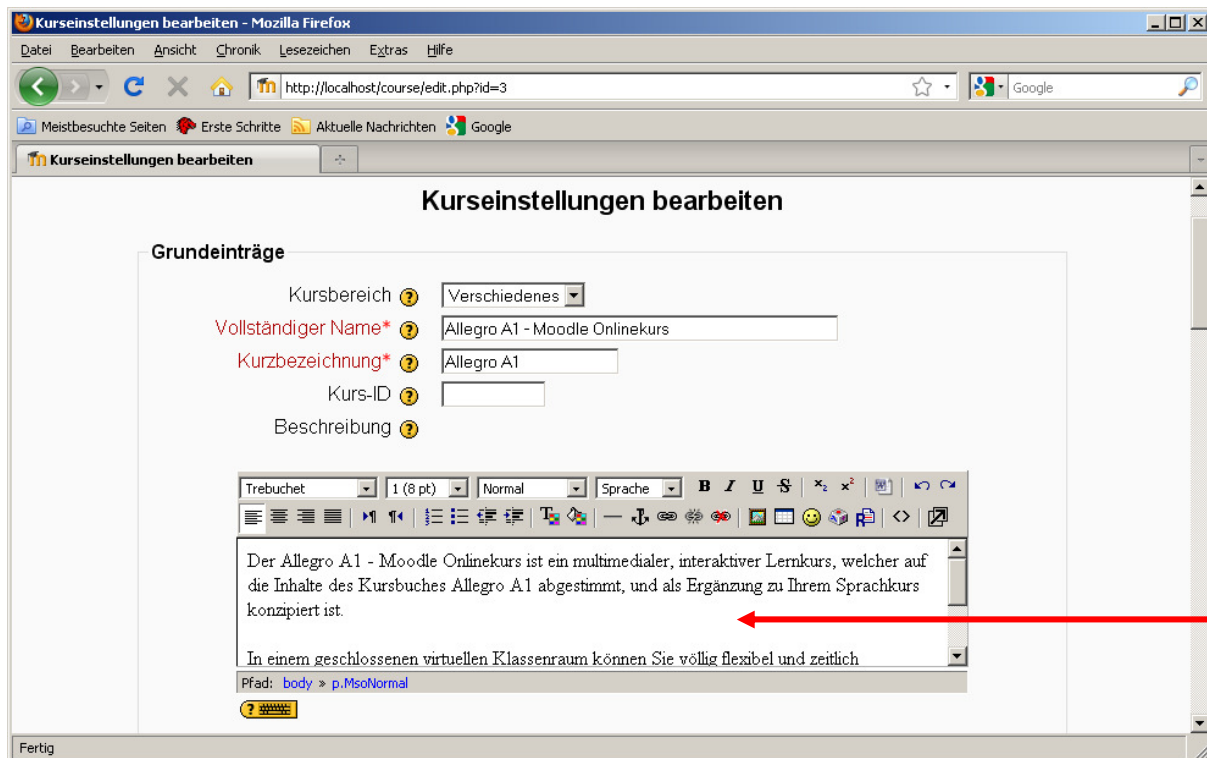 Kurseinstellungen bearbeiten - Mozilla Firefox
Datei Bearbeiten Ansicht Chronik Lesezeichen Extras Hilfe
http://localhost/course/edit.php?id=3 Google
Meistbesuchte Seiten Erste Schritte Aktuelle Nachrichten Google
Kurseinstellungen bearbeiten
Kurseinstellungen bearbeiten
Grundeinträge
Kursbereich Verschiedenes
Vollständiger Name* Allegro A1 - Moodle Onlinekurs
Kurzbezeichnung* Allegro A1
Kurs-ID
Beschreibung
Trebuchet 1 (8 pt) Normal Sprache B I U S x₂ x²
Der Allegro A1 - Moodle Onlinekurs ist ein multimedialer, interaktiver Lernkurs, welcher auf
die Inhalte des Kursbuches Allegro A1 abgestimmt, und als Ergänzung zu Ihrem Sprachkurs
konzipiert ist.
In einem geschlossenen virtuellen Klassenraum können Sie völlig flexibel und zeitlich
Pfad: body » p.MsoNormal
Fertig